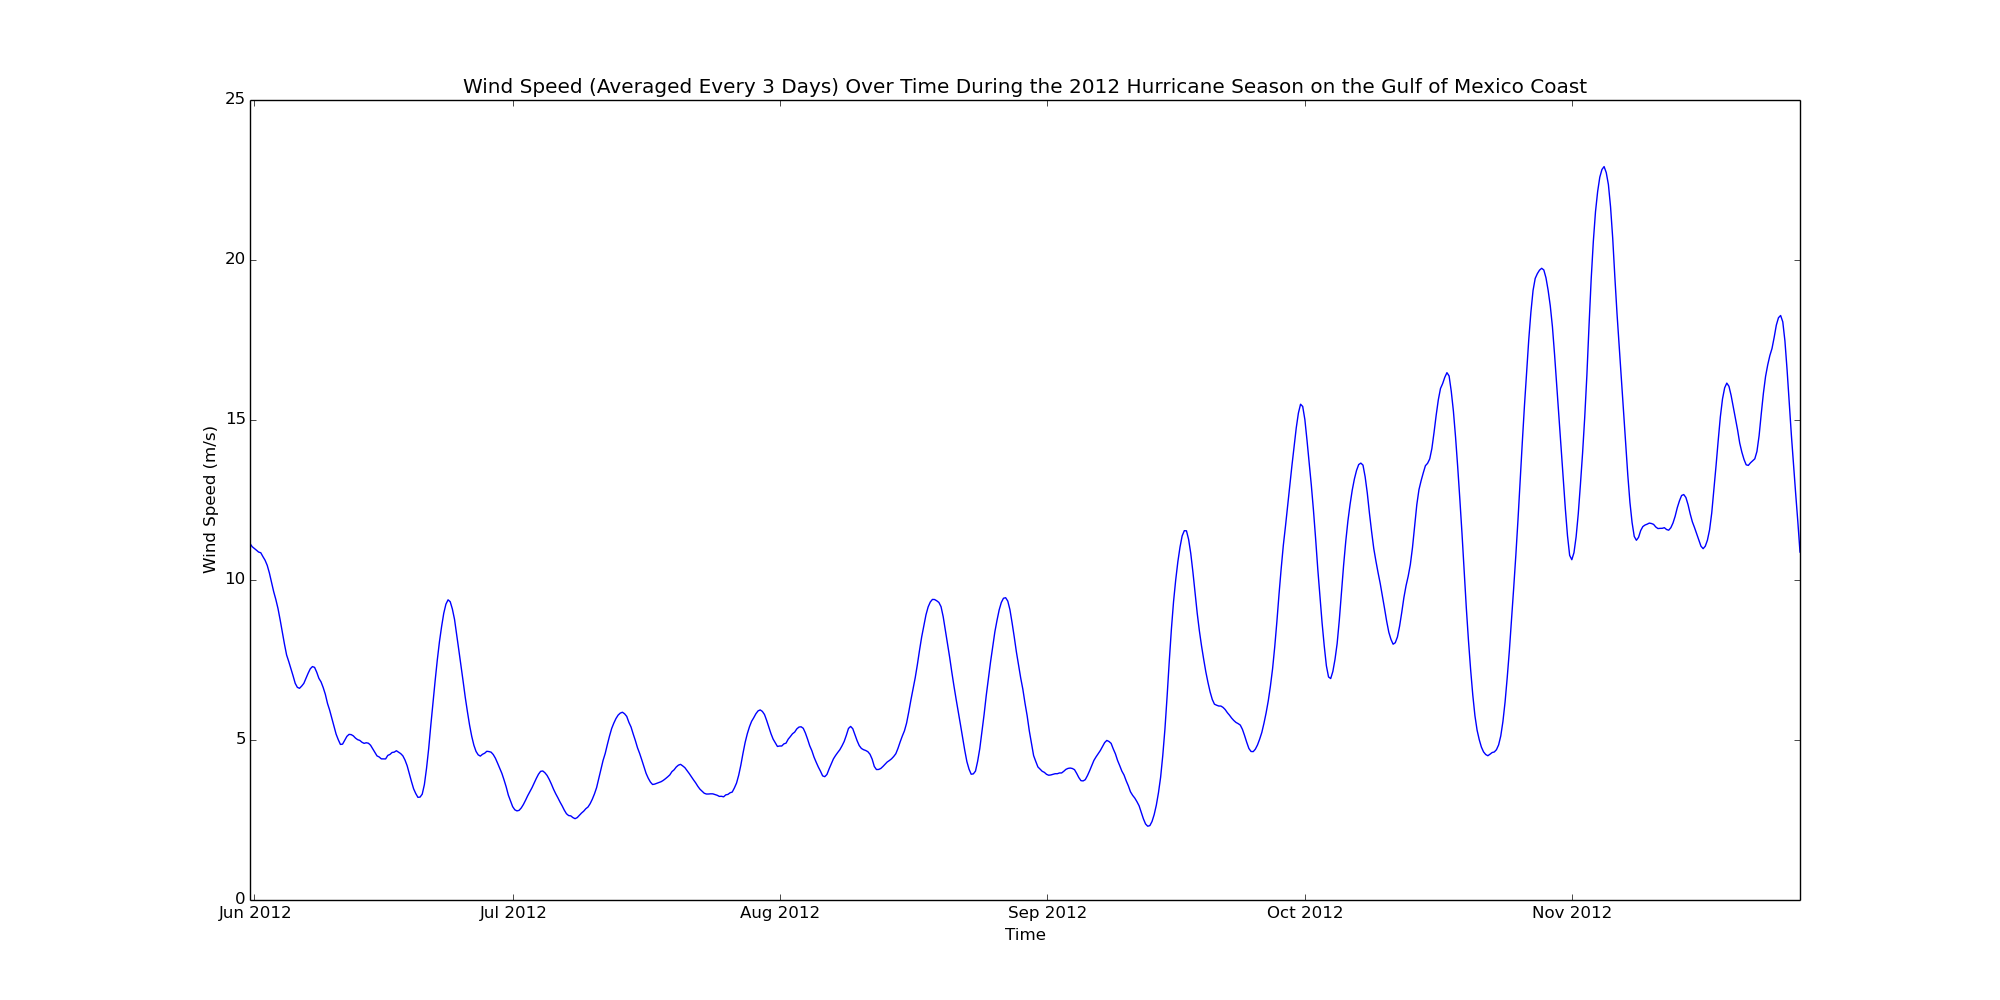 Wind Speed (Averaged Every 3 Days) Over Time During the 2012 Hurricane Season on the Gulf of Mexico Coast
25
20
15
10
5
0
Wind Speed (m/s)
Jun 2012 Jul 2012 Aug 2012 Sep 2012 Oct 2012 Nov 2012
Time